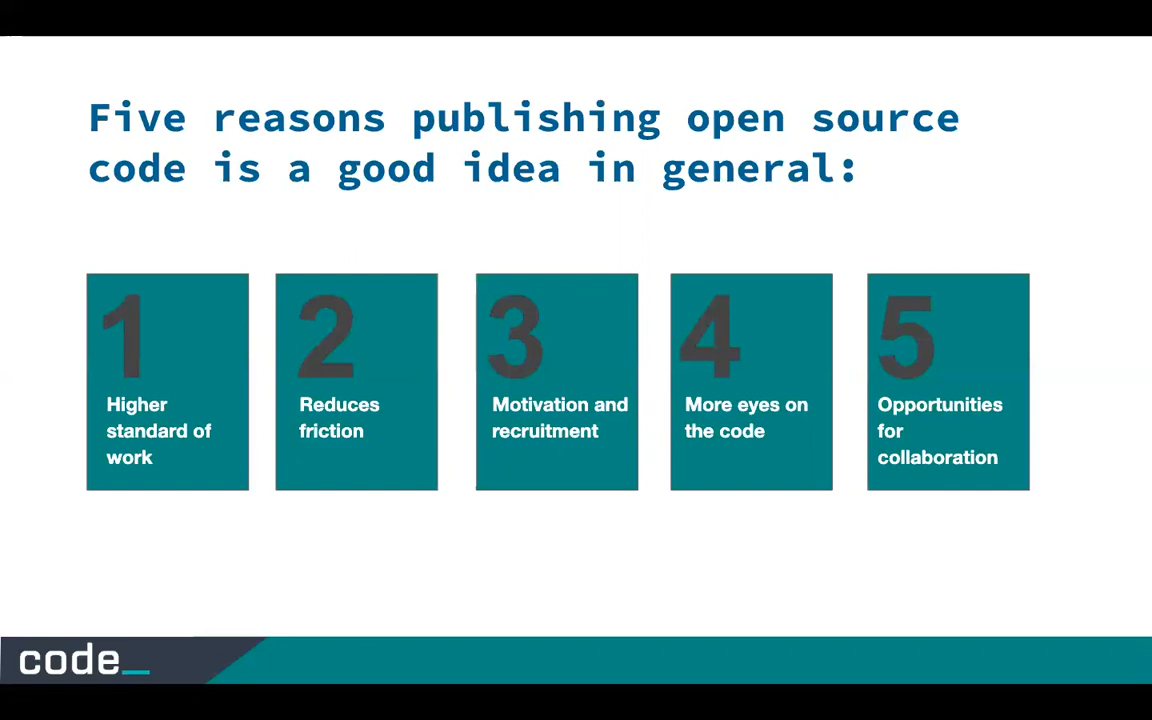 Five reasons publishing open source
code is a good idea in general:
1
Higher
standard of
work
2
Reduces
friction
3
Motivation and
recruitment
4
More eyes on
the code
5
Opportunities
for
collaboration
code_